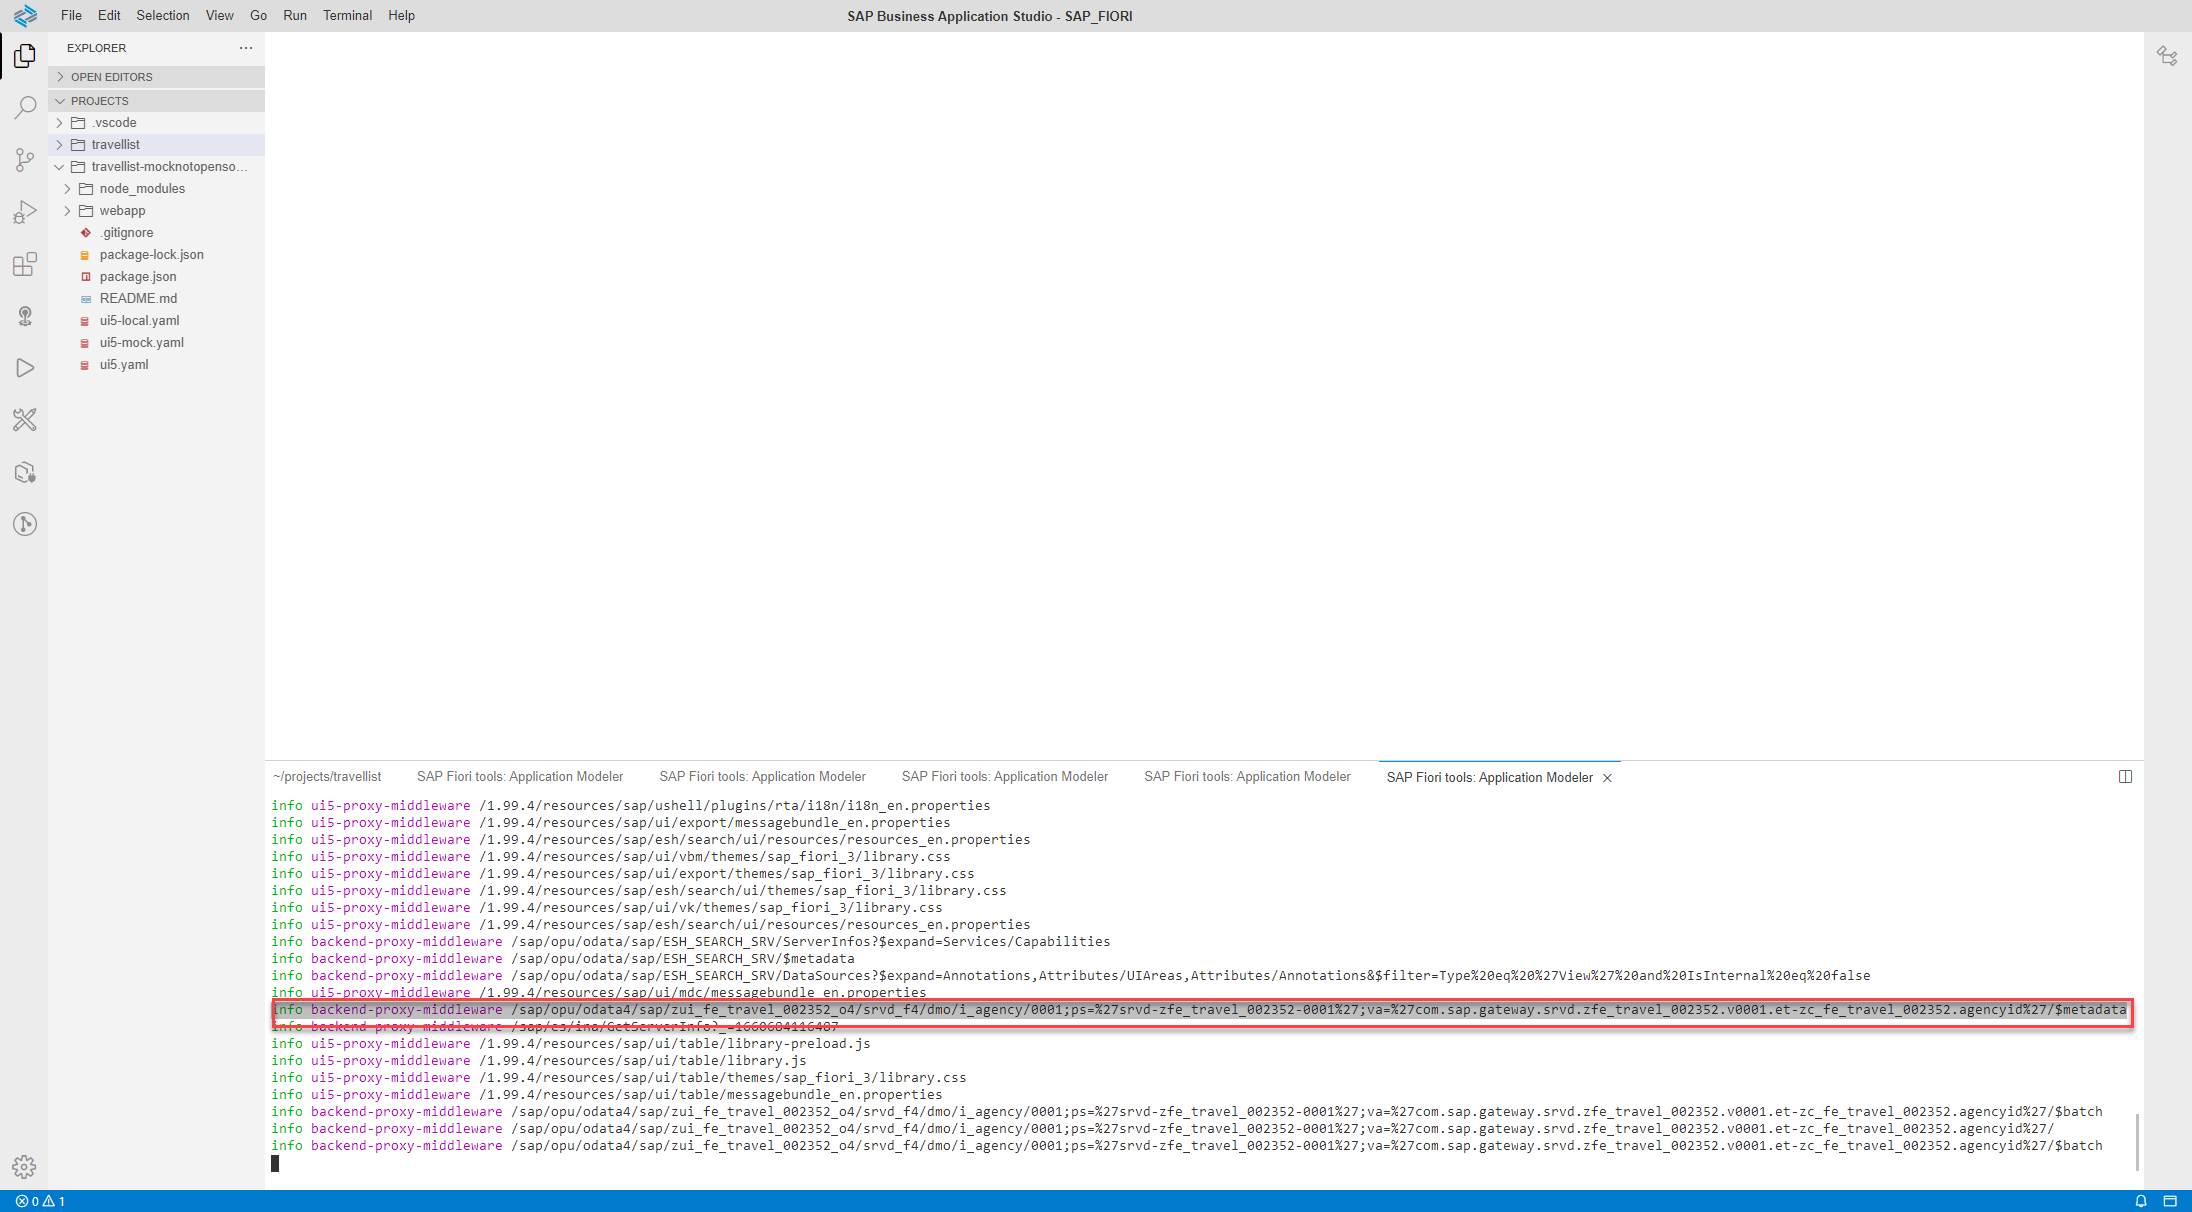 File Edit Selection View Go Run Terminal Help
SAP Business Application Studio - SAP_FIORI
EXPLORER
OPEN EDITORS
PROJECTS
.vscode
travellist
travellist-mocknotopenso...
node_modules
webapp
.gitignore
package-lock.json
package.json
README.md
ui5-local.yaml
ui5-mock.yaml
ui5.yaml
~/projects/travellist SAP Fiori tools: Application Modeler SAP Fiori tools: Application Modeler SAP Fiori tools: Application Modeler SAP Fiori tools: Application Modeler SAP Fiori tools: Application Modeler
info ui5-proxy-middleware /1.99.4/resources/sap/ushell/plugins/rta/i18n/i18n_en.properties
info ui5-proxy-middleware /1.99.4/resources/sap/ui/export/messagebundle_en.properties
info ui5-proxy-middleware /1.99.4/resources/sap/esh/search/ui/resources/resources_en.properties
info ui5-proxy-middleware /1.99.4/resources/sap/ui/vbm/themes/sap_fiori_3/library.css
info ui5-proxy-middleware /1.99.4/resources/sap/ui/export/themes/sap_fiori_3/library.css
info ui5-proxy-middleware /1.99.4/resources/sap/esh/search/ui/themes/sap_fiori_3/library.css
info ui5-proxy-middleware /1.99.4/resources/sap/ui/vk/themes/sap_fiori_3/library.css
info ui5-proxy-middleware /1.99.4/resources/sap/esh/search/ui/resources/resources_en.properties
info backend-proxy-middleware /sap/opu/odata/sap/ESH_SEARCH_SRV/ServerInfos?$expand=Services/Capabilities
info backend-proxy-middleware /sap/opu/odata/sap/ESH_SEARCH_SRV/$metadata
info backend-proxy-middleware /sap/opu/odata/sap/ESH_SEARCH_SRV/DataSources?$expand=Annotations,Attributes/UIAreas,Attributes/Annotations&$filter=Type%20eq%20%27View%27%20and%20IsInternal%20eq%20false
info ui5-proxy-middleware /1.99.4/resources/sap/ui/mdc/messagebundle_en.properties
info backend-proxy-middleware /sap/opu/odata4/sap/zui_fe_travel_002352_o4/srvd_f4/dmo/i_agency/0001;ps=%27srvd-zfe_travel_002352-0001%27;va=%27com.sap.gateway.srvd.zfe_travel_002352.v0001.et-zc_fe_travel_002352.agencyid%27/$metadata
info backend-proxy-middleware /sap/es/ina/GetServerInfo?_=1660604116487
info ui5-proxy-middleware /1.99.4/resources/sap/ui/table/library-preload.js
info ui5-proxy-middleware /1.99.4/resources/sap/ui/table/library.js
info ui5-proxy-middleware /1.99.4/resources/sap/ui/table/themes/sap_fiori_3/library.css
info ui5-proxy-middleware /1.99.4/resources/sap/ui/table/messagebundle_en.properties
info backend-proxy-middleware /sap/opu/odata4/sap/zui_fe_travel_002352_o4/srvd_f4/dmo/i_agency/0001;ps=%27srvd-zfe_travel_002352-0001%27;va=%27com.sap.gateway.srvd.zfe_travel_002352.v0001.et-zc_fe_travel_002352.agencyid%27/$batch
info backend-proxy-middleware /sap/opu/odata4/sap/zui_fe_travel_002352_o4/srvd_f4/dmo/i_agency/0001;ps=%27srvd-zfe_travel_002352-0001%27;va=%27com.sap.gateway.srvd.zfe_travel_002352.v0001.et-zc_fe_travel_002352.agencyid%27/
info backend-proxy-middleware /sap/opu/odata4/sap/zui_fe_travel_002352_o4/srvd_f4/dmo/i_agency/0001;ps=%27srvd-zfe_travel_002352-0001%27;va=%27com.sap.gateway.srvd.zfe_travel_002352.v0001.et-zc_fe_travel_002352.agencyid%27/$batch
0 1